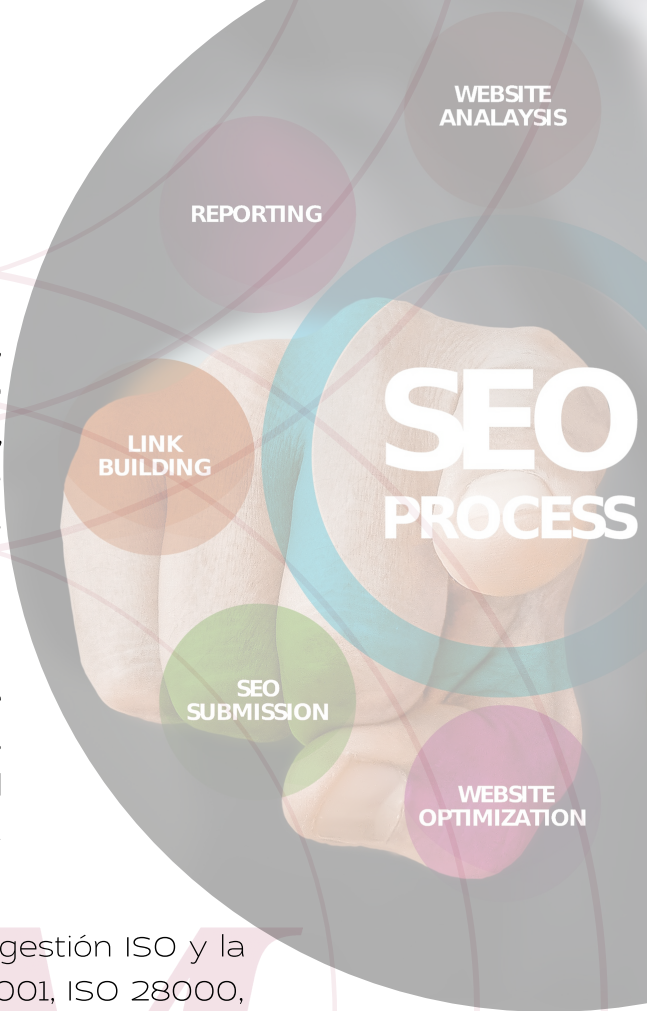 WEBSITE
ANALAYSIS
REPORTING
SEO
PROCESS
LINK
BUILDING
SEO
SUBMISSION
WEBSITE
OPTIMIZATION
gestión ISO y la
001, ISO 28000,